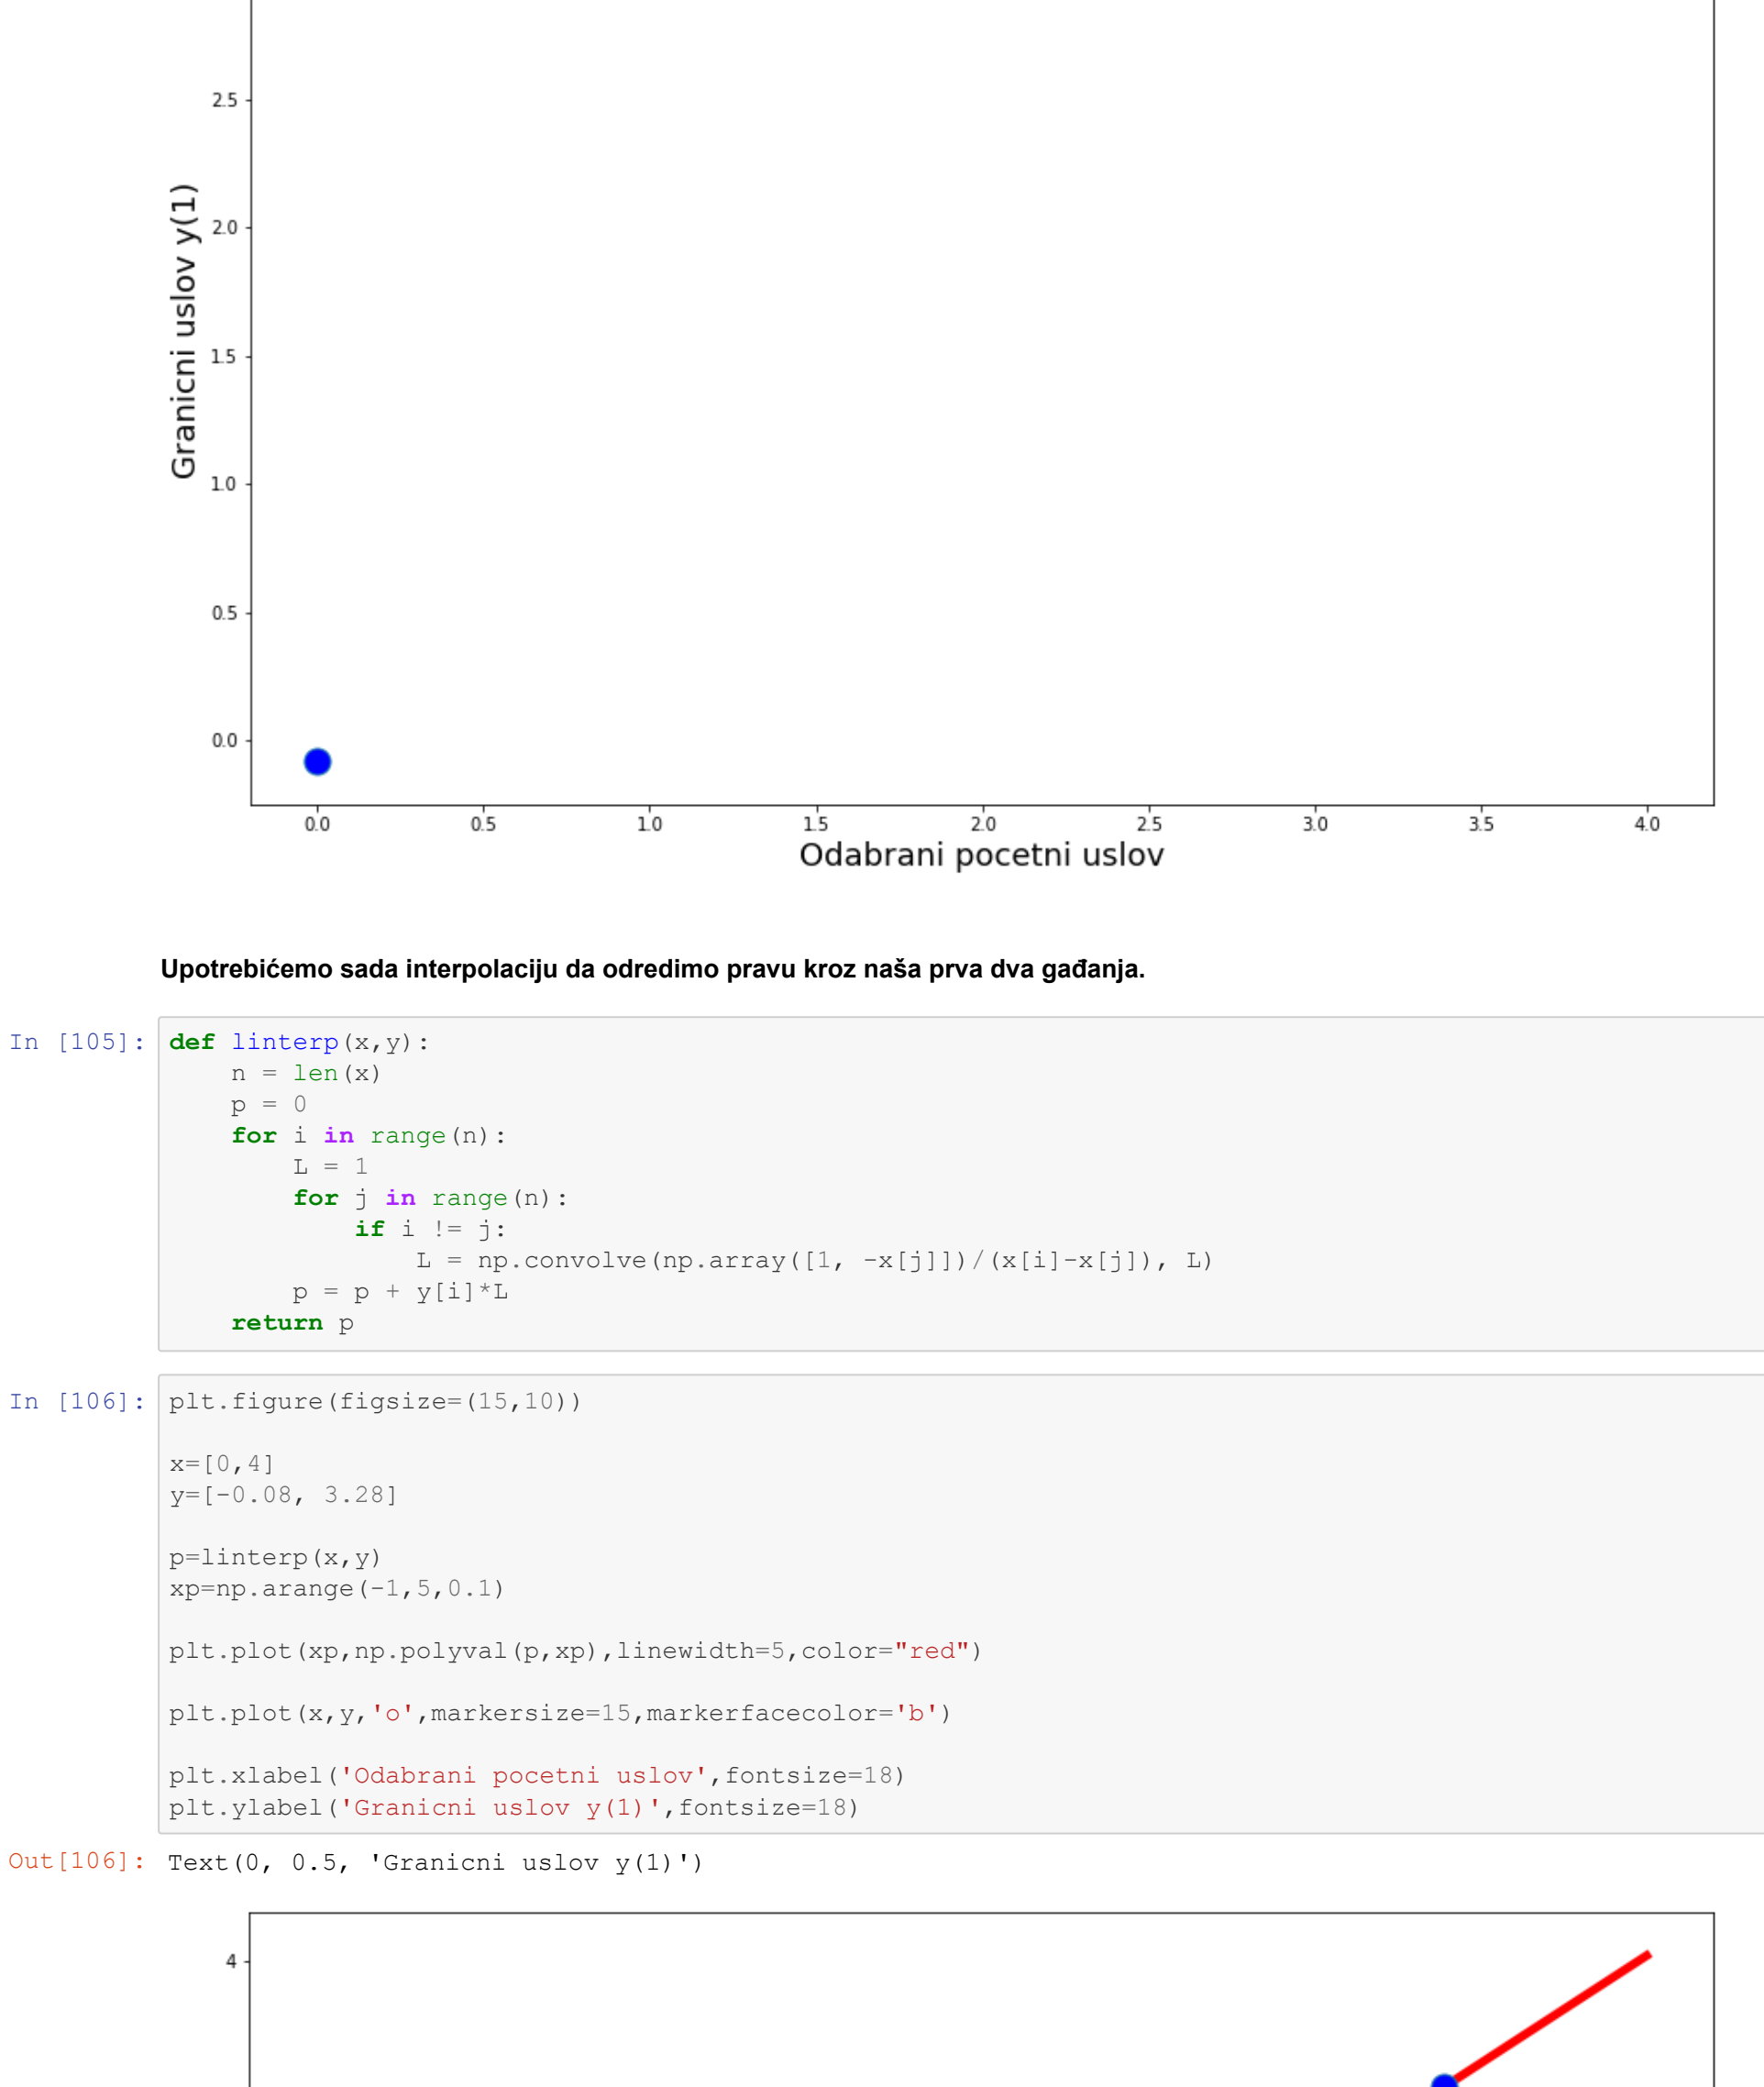 2.5
2.0
1.5
1.0
0.5
0.0
Granicni uslov y(1)
0.0 0.5 1.0 1.5 2.0 2.5 3.0 3.5 4.0
Odabrani pocetni uslov
Upotrebićemo sada interpolaciju da odredimo pravu kroz naša prva dva gađanja.
In [105]: def linterp(x,y):
    n = len(x)
    p = 0
    for i in range(n):
        L = 1
        for j in range(n):
            if i != j:
                L = np.convolve(np.array([1, -x[j]])/(x[i]-x[j]), L)
        p = p + y[i]*L
    return p
In [106]: plt.figure(figsize=(15,10))
x=[0,4]
y=[-0.08, 3.28]
p=linterp(x,y)
xp=np.arange(-1,5,0.1)
plt.plot(xp,np.polyval(p,xp),linewidth=5,color="red")
plt.plot(x,y,'o',markersize=15,markerfacecolor='b')
plt.xlabel('Odabrani pocetni uslov',fontsize=18)
plt.ylabel('Granicni uslov y(1)',fontsize=18)
Out[106]: Text(0, 0.5, 'Granicni uslov y(1)')
4